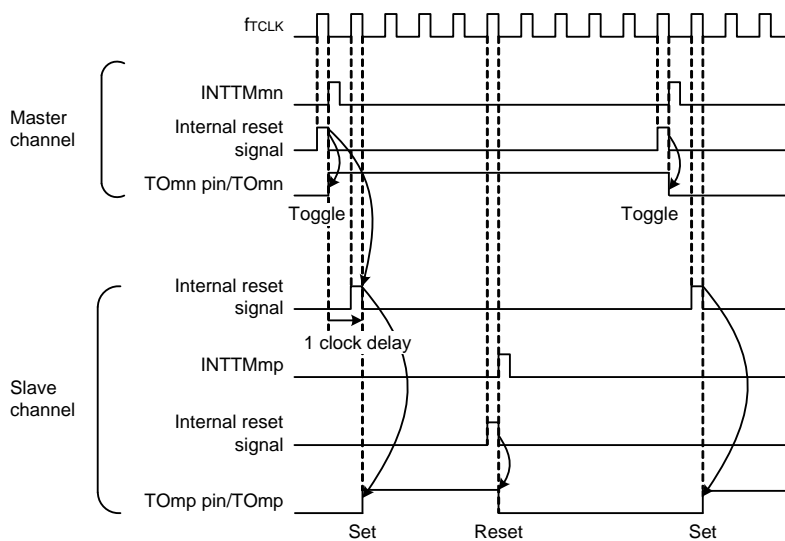 fTCLK
INTTMmn
Master
channel
Internal reset
signal
TOmn pin/TOmn
Toggle
Toggle
Internal reset
signal
1 clock delay
INTTMmp
Slave
channel
Internal reset
signal
TOmp pin/TOmp
Set
Reset
Set